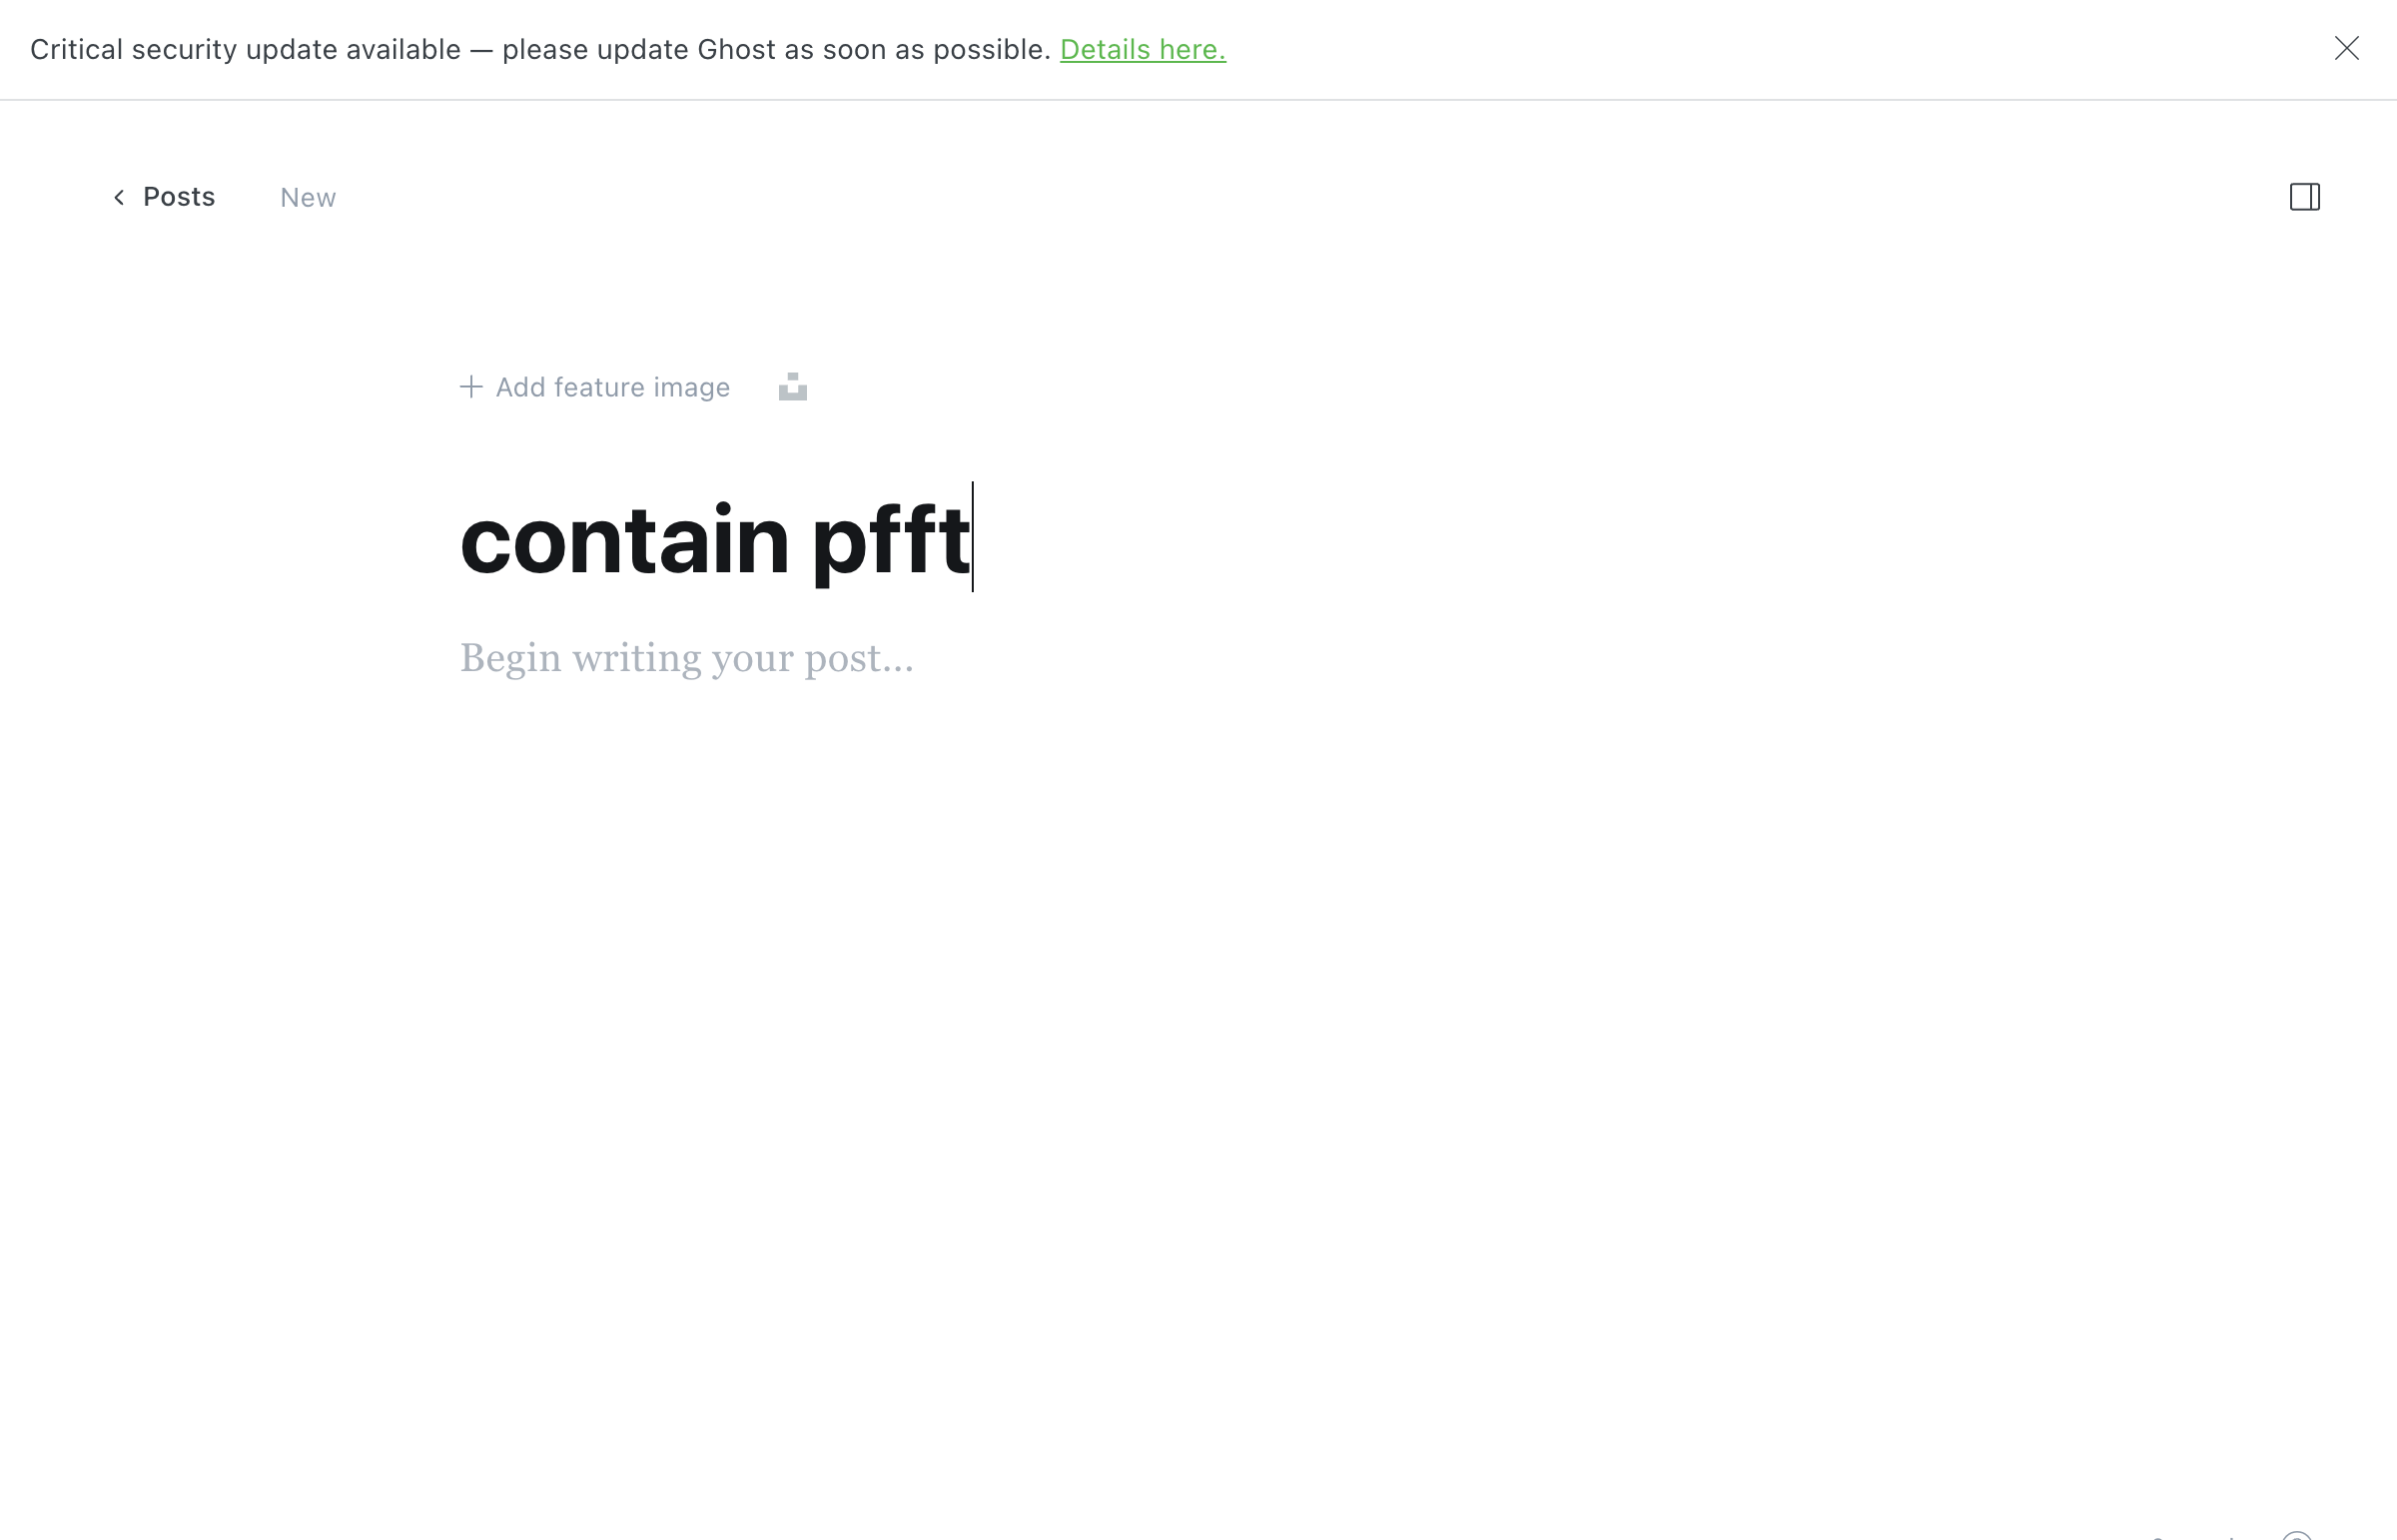 Critical security update available — please update Ghost as soon as possible. Details here.
Posts New
Add feature image
contain pfft
Begin writing your post...